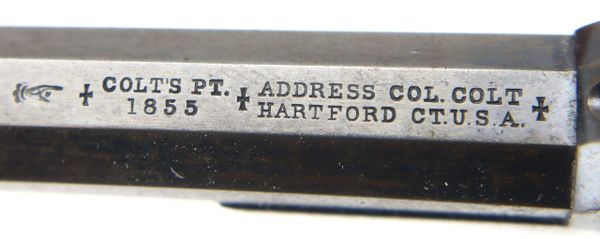 COLT'S PT.
1855
ADDRESS COL. COLT
HARTFORD CT. U.S.A.